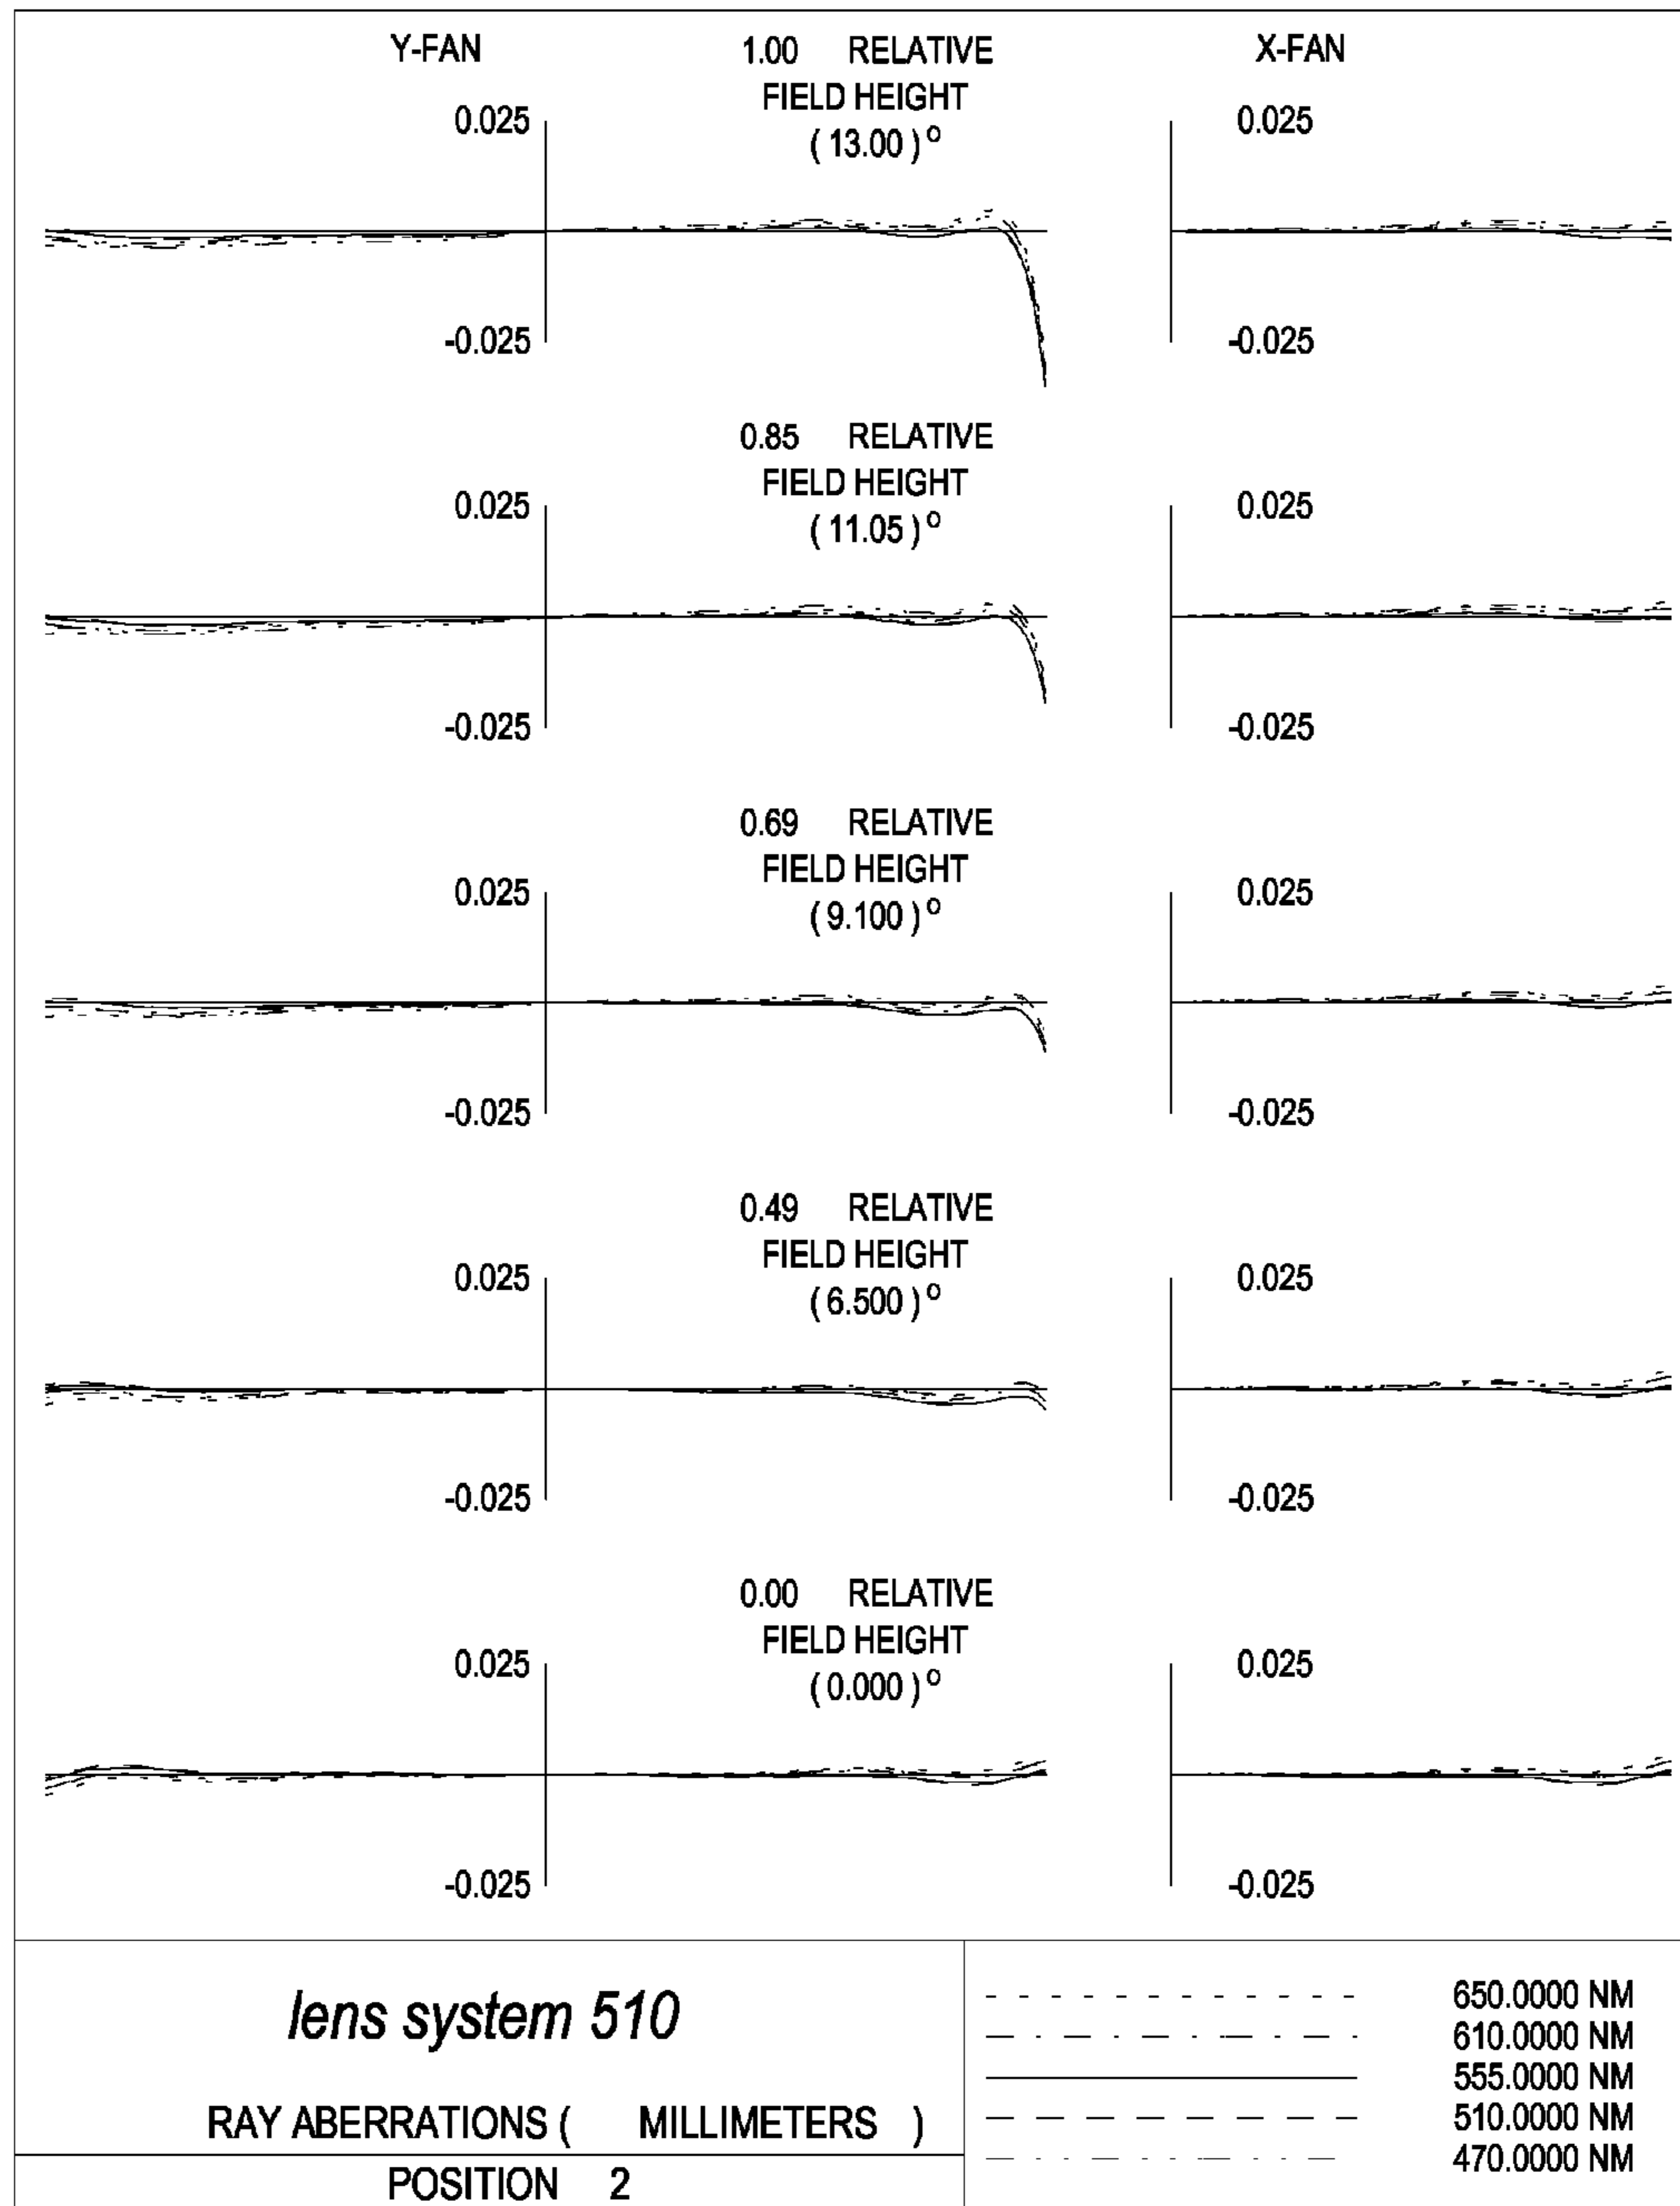 Y-FAN 1.00 RELATIVE X-FAN
FIELD HEIGHT
0.025 ( 13.00 )° 0.025
-0.025 -0.025
0.85 RELATIVE
FIELD HEIGHT
0.025 ( 11.05 )° 0.025
-0.025 -0.025
0.69 RELATIVE
FIELD HEIGHT
0.025 ( 9.100 )° 0.025
-0.025 -0.025
0.49 RELATIVE
FIELD HEIGHT
0.025 ( 6.500 )° 0.025
-0.025 -0.025
0.00 RELATIVE
FIELD HEIGHT
0.025 ( 0.000 )° 0.025
-0.025 -0.025
lens system 510
RAY ABERRATIONS ( MILLIMETERS )
POSITION 2
650.0000 NM
610.0000 NM
555.0000 NM
510.0000 NM
470.0000 NM